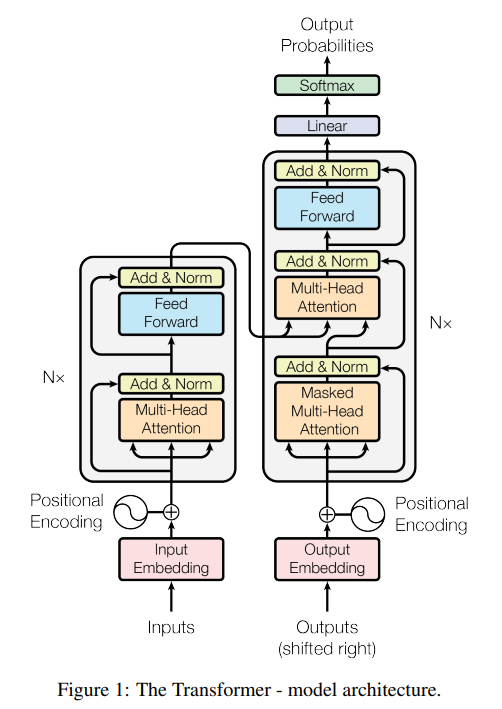 Output
Probabilities
Softmax
Linear
Add & Norm
Feed
Forward
Add & Norm
Multi-Head
Attention
Add & Norm
Masked
Multi-Head
Attention
N×
Add & Norm
Feed
Forward
Add & Norm
Multi-Head
Attention
N×
Positional
Encoding
Positional
Encoding
Input
Embedding
Output
Embedding
Inputs
Outputs
(shifted right)
Figure 1: The Transformer - model architecture.